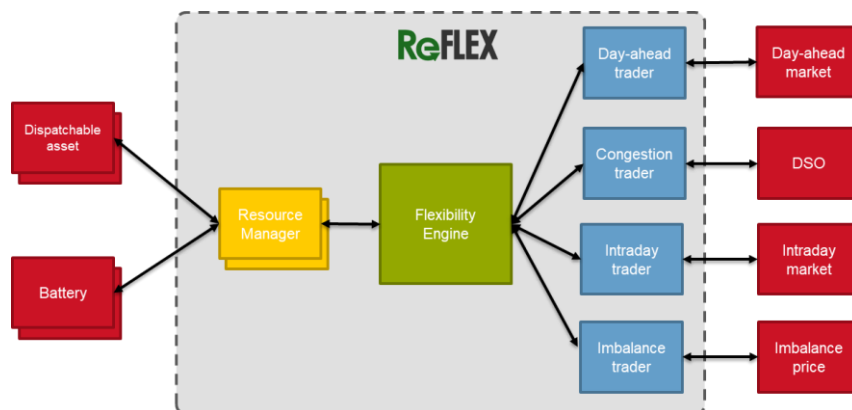 ReFLEX
Day-ahead
trader
Day-ahead
market
Dispatchable
asset
Congestion
trader
DSO
Resource
Manager
Flexibility
Engine
Intraday
trader
Intraday
market
Battery
Imbalance
trader
Imbalance
price